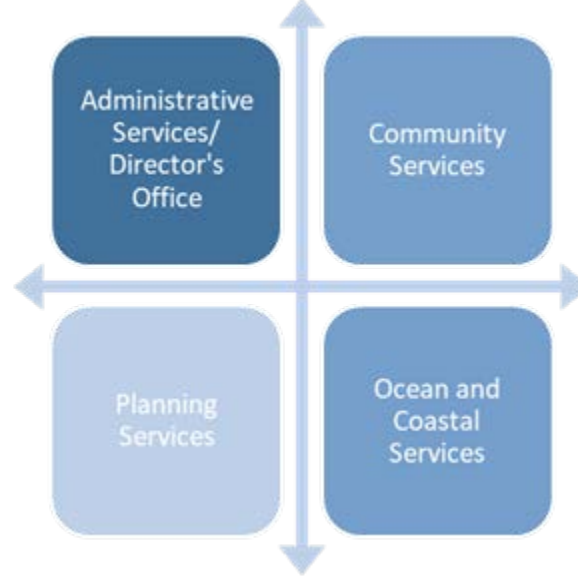 Administrative
Services/
Director's
Office
Community
Services
Planning
Services
Ocean and
Coastal
Services